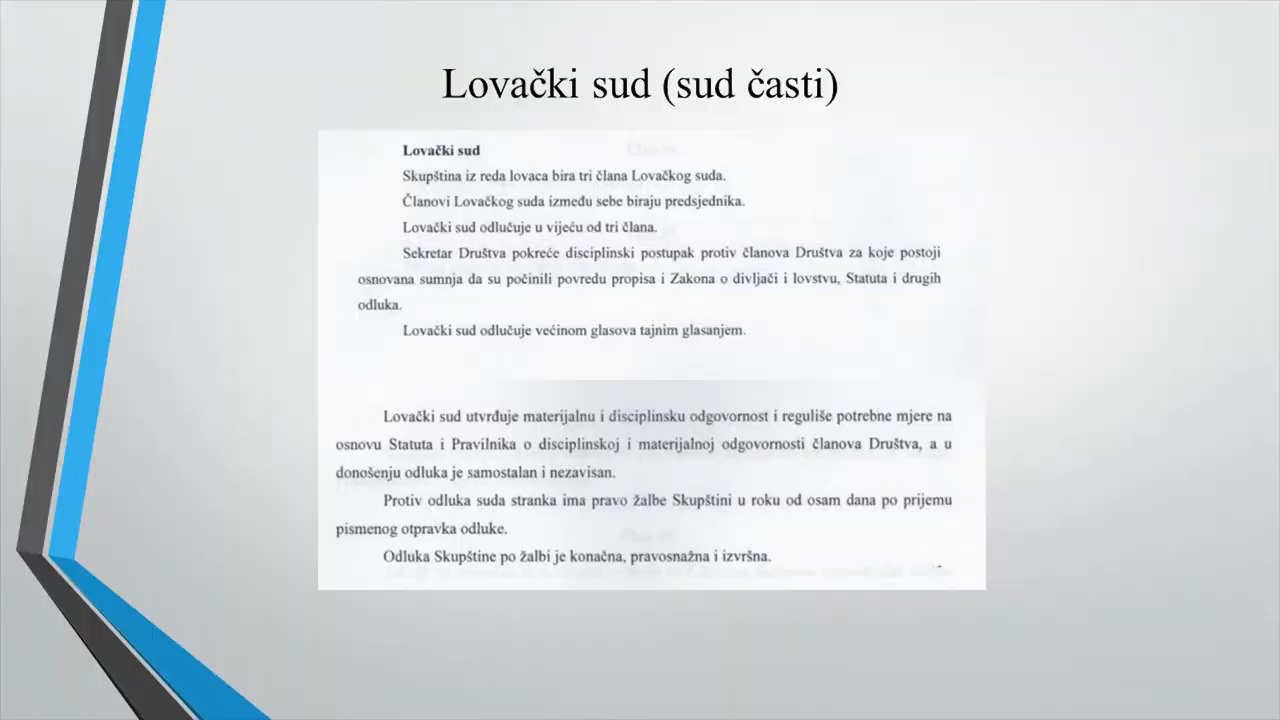 Lovački sud (sud časti)
Lovački sud
Skupština iz reda lovaca bira tri člana Lovačkog suda.
Članovi Lovačkog suda između sebe biraju predsjednika.
Lovački sud odlučuje u vijeću od tri člana.
Sekretar Društva pokreće disciplinski postupak protiv članova Društva za koje postoji
osnovana sumnja da su počinili povredu propisa i Zakona o divljači i lovstvu, Statuta i drugih
odluka.
Lovački sud odlučuje većinom glasova tajnim glasanjem.
Lovački sud utvrđuje materijalnu i disciplinsku odgovornost i reguliše potrebne mjere na
osnovu Statuta i Pravilnika o disciplinskoj i materijalnoj odgovornosti članova Društva, a u
donošenju odluka je samostalan i nezavisan.
Protiv odluka suda stranka ima pravo žalbe Skupštini u roku od osam dana po prijemu
pismenog otpravka odluke.
Odluka Skupštine po žalbi je konačna, pravosnažna i izvršna.